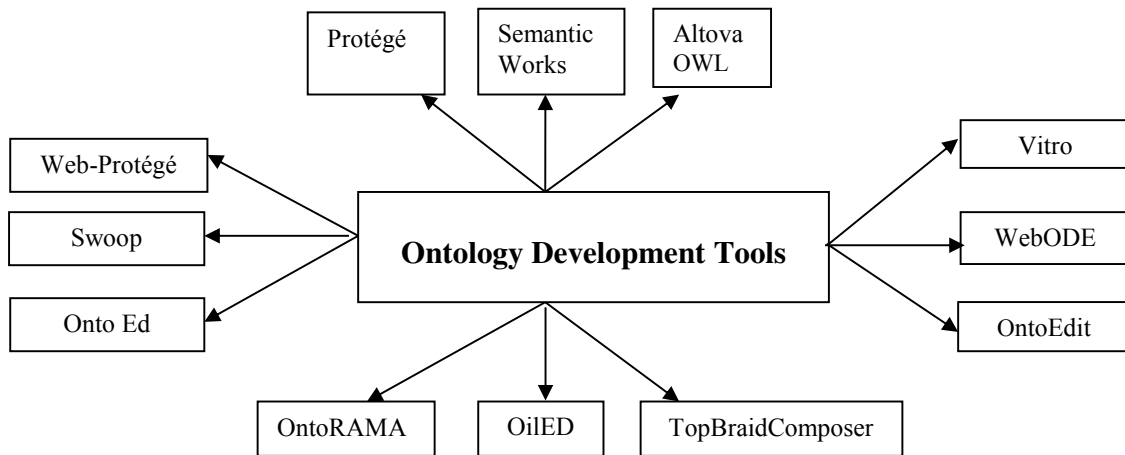 Protégé
Semantic
Works
Altova
OWL
Web-Protégé
Swoop
Onto Ed
Ontology Development Tools
Vitro
WebODE
OntoEdit
OntoRAMA
OilED
TopBraidComposer